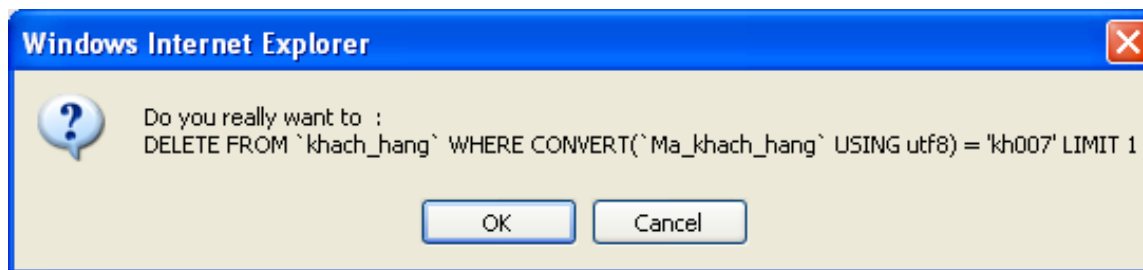 Windows Internet Explorer
Do you really want to :
DELETE FROM `khach_hang` WHERE CONVERT(`Ma_khach_hang` USING utf8) = 'kh007' LIMIT 1
OK
Cancel